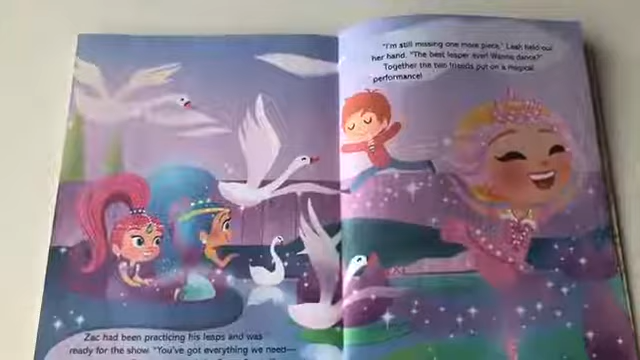 Zac had been practicing his leaps and was
ready for the show. "You've got everything we need—
"I'm still missing one more piece," Leah held out
her hand. "The best leaper ever! Wanna dance?"
Together the two friends put on a magical
performance!